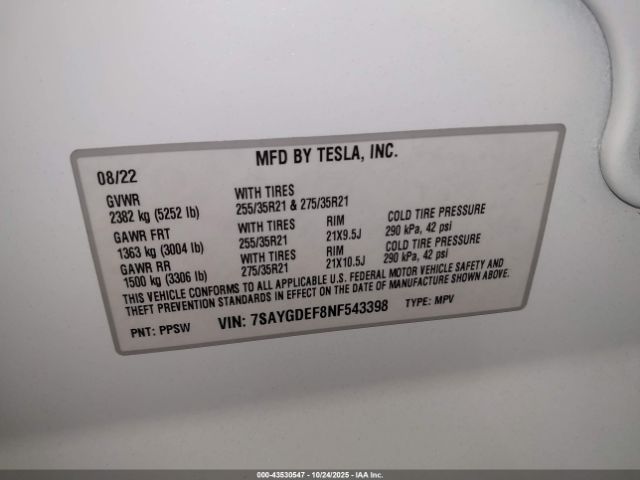 MFD BY TESLA, INC.
08/22
GVWR
2382 kg (5252 lb)
WITH TIRES
255/35R21 & 275/35R21
GAWR FRT
1363 kg (3004 lb)
WITH TIRES
255/35R21
RIM
21X9.5J
COLD TIRE PRESSURE
290 kPa, 42 psi
GAWR RR
1500 kg (3306 lb)
WITH TIRES
275/35R21
RIM
21X10.5J
COLD TIRE PRESSURE
290 kPa, 42 psi
THIS VEHICLE CONFORMS TO ALL APPLICABLE U.S. FEDERAL MOTOR VEHICLE SAFETY AND
THEFT PREVENTION STANDARDS IN EFFECT ON THE DATE OF MANUFACTURE SHOWN ABOVE.
PNT: PPSW VIN: 7SAYGDEF8NF543398 TYPE: MPV
000-43530547 - 10/24/2025 - IAA Inc.